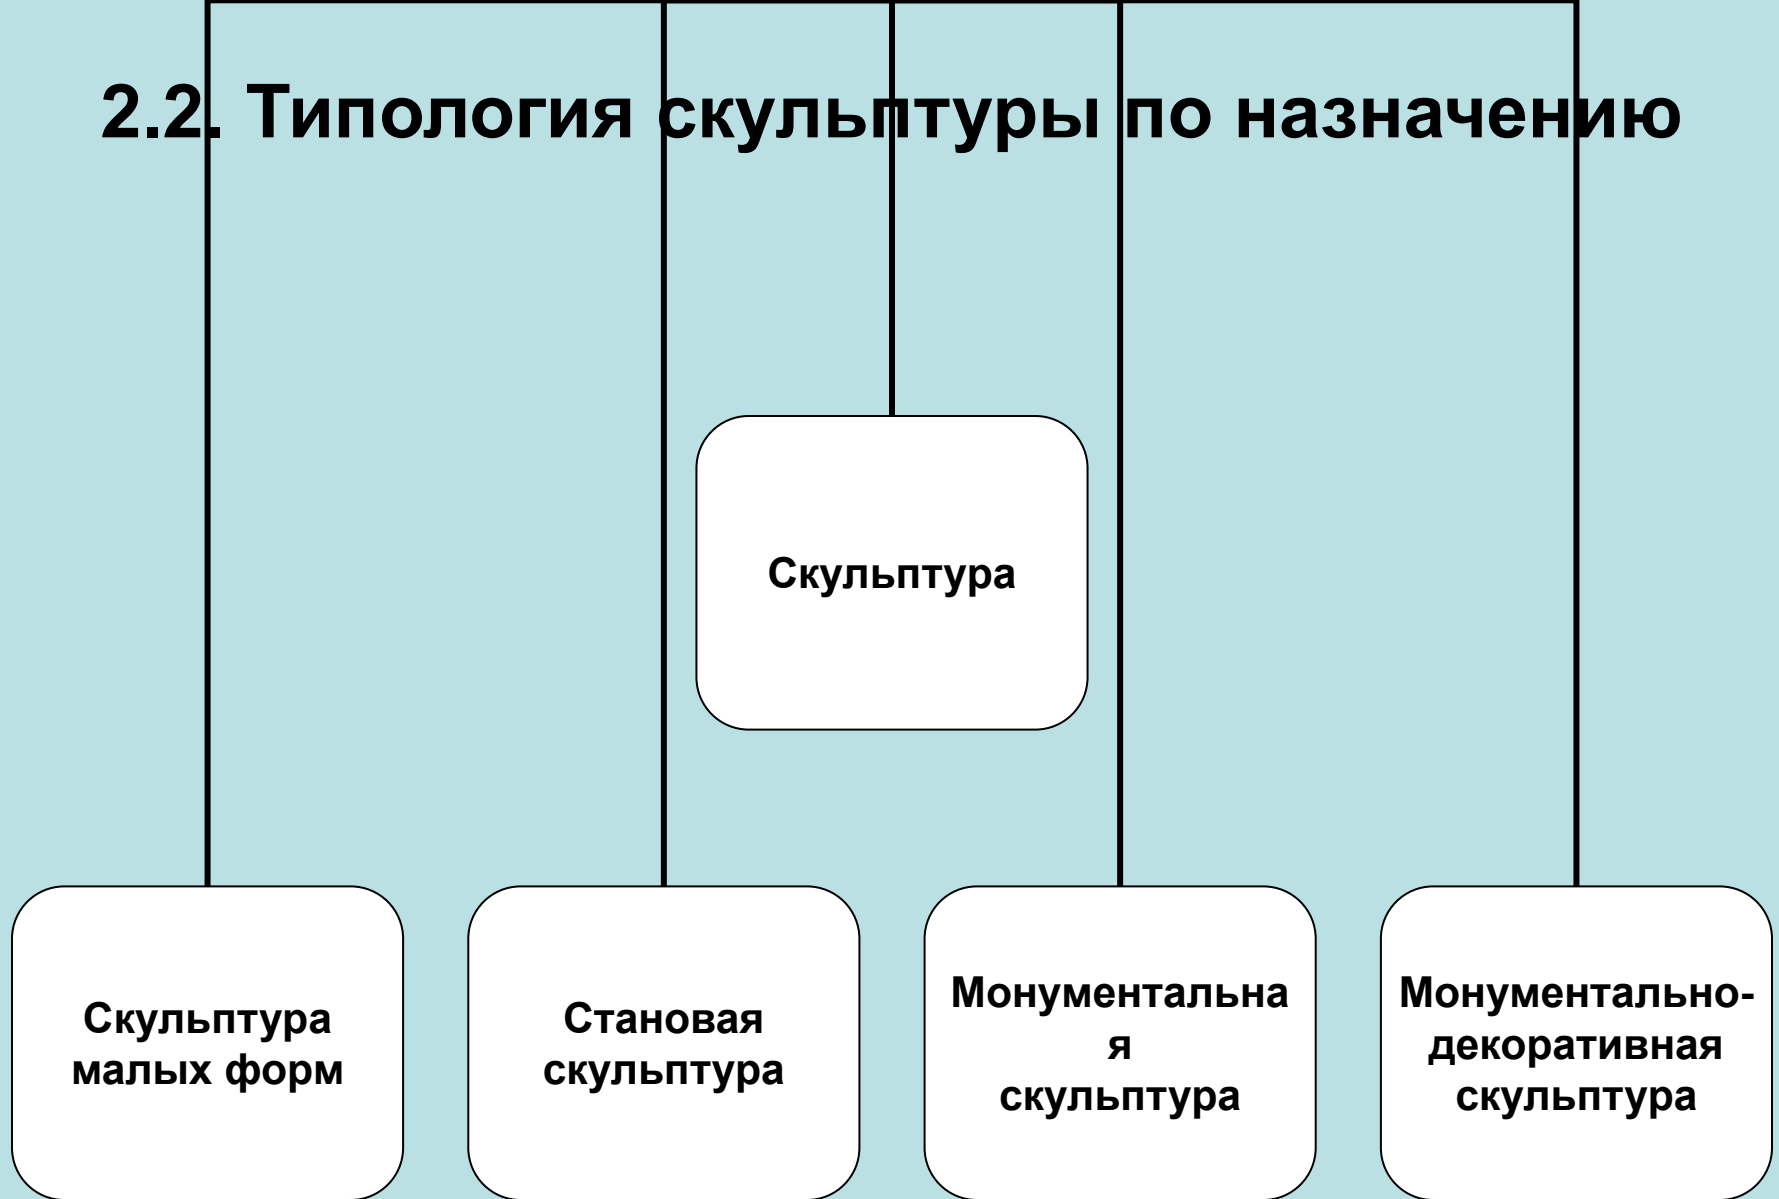 2.2. Типология скульптуры по назначению
Скульптура
Скульптура
малых форм
Становая
скульптура
Монументальна
я
скульптура
Монументально-
декоративная
скульптура